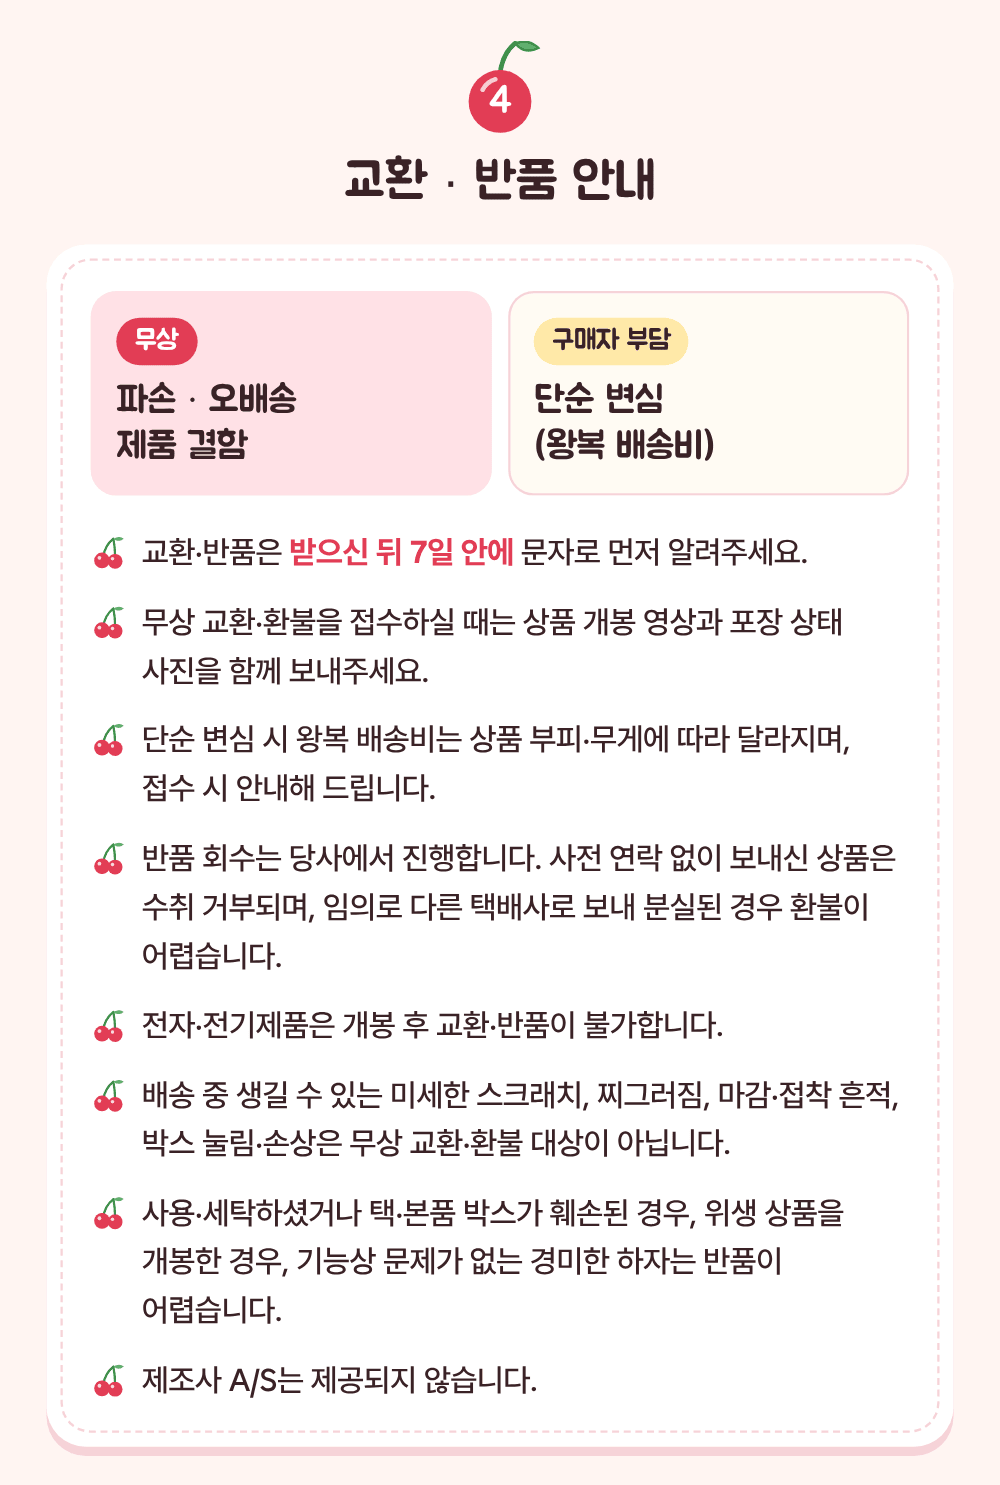 4
교환 · 반품 안내
무상
파손 · 오배송
제품 결함
구매자 부담
단순 변심
(왕복 배송비)
교환·반품은 받으신 뒤 7일 안에 문자로 먼저 알려주세요.
무상 교환·환불을 접수하실 때는 상품 개봉 영상과 포장 상태
사진을 함께 보내주세요.
단순 변심 시 왕복 배송비는 상품 부피·무게에 따라 달라지며,
접수 시 안내해 드립니다.
반품 회수는 당사에서 진행합니다. 사전 연락 없이 보내신 상품은
수취 거부되며, 임의로 다른 택배사로 보내 분실된 경우 환불이
어렵습니다.
전자·전기제품은 개봉 후 교환·반품이 불가합니다.
배송 중 생길 수 있는 미세한 스크래치, 찌그러짐, 마감·접착 흔적,
박스 눌림·손상은 무상 교환·환불 대상이 아닙니다.
사용·세탁하셨거나 택·본품 박스가 훼손된 경우, 위생 상품을
개봉한 경우, 기능상 문제가 없는 경미한 하자는 반품이
어렵습니다.
제조사 A/S는 제공되지 않습니다.